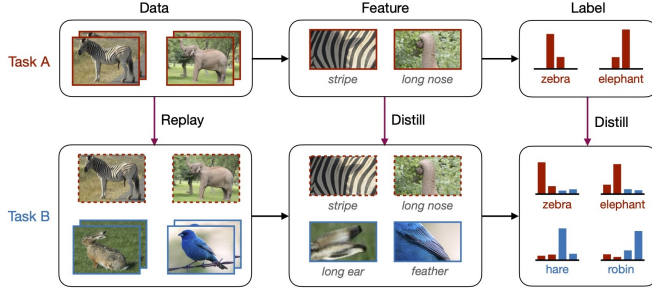 Data Feature Label
Task A
stripe long nose
zebra elephant
Replay Distill Distill
Task B
stripe long nose
zebra elephant
long ear feather
hare robin